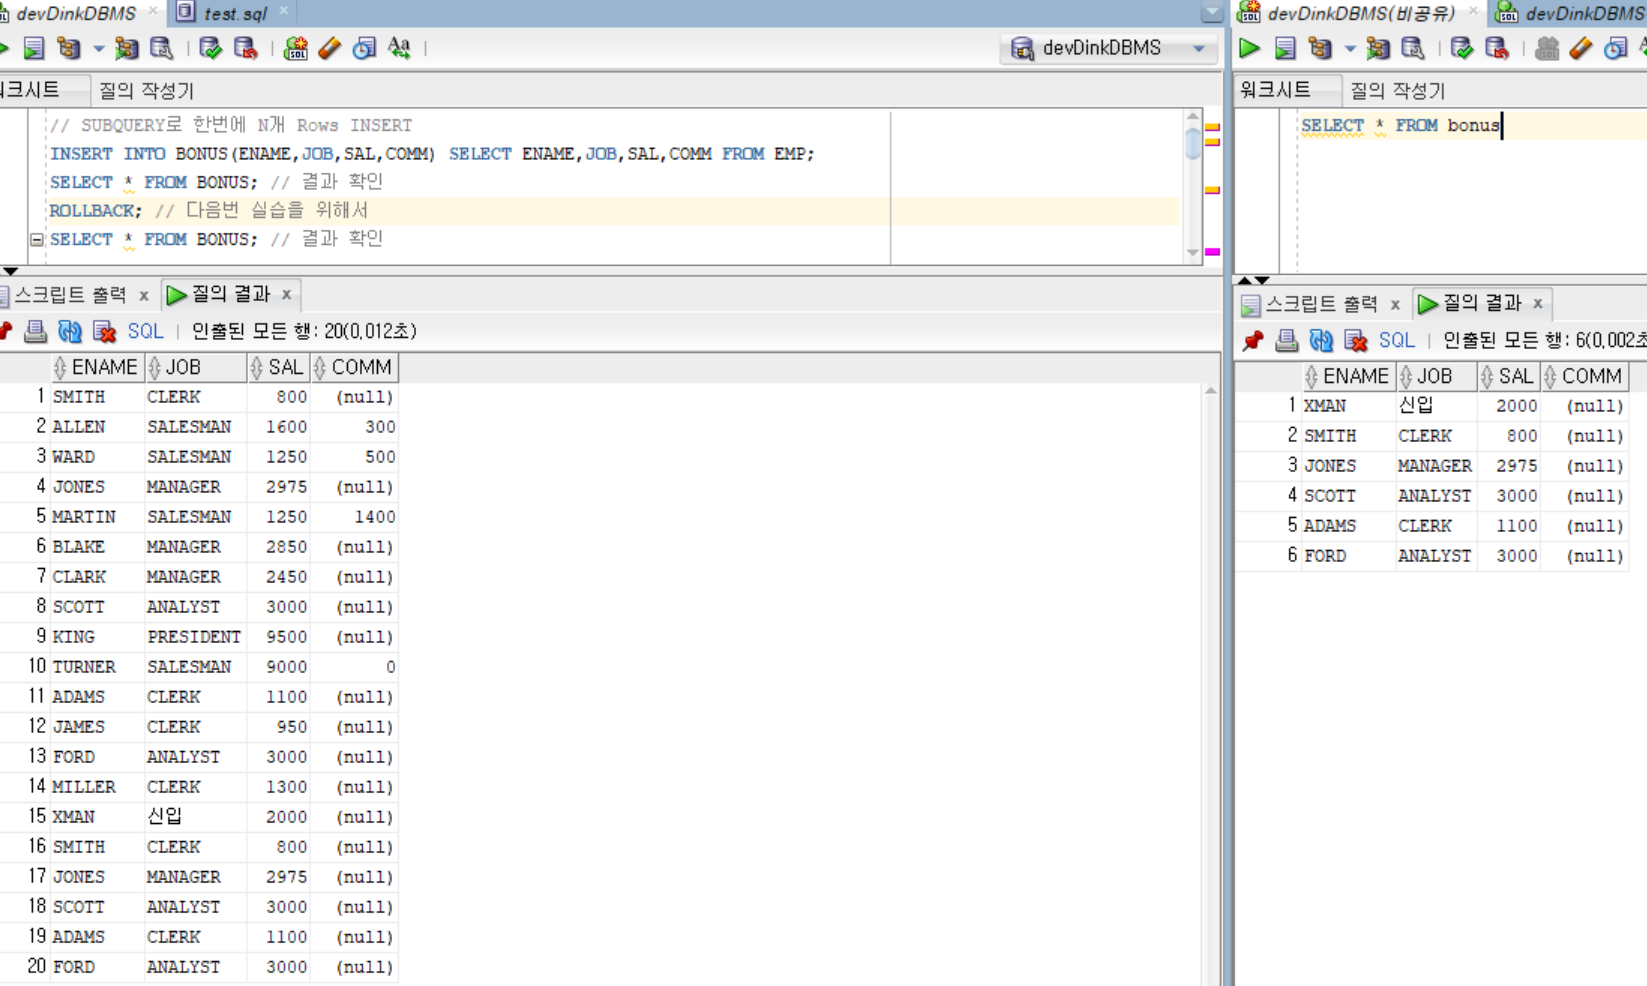 devDinkDBMS × test.sql ×
devDinkDBMS
워크시트 질의 작성기
// SUBQUERY로 한번에 N개 Rows INSERT
INSERT INTO BONUS(ENAME,JOB,SAL,COMM) SELECT ENAME,JOB,SAL,COMM FROM EMP;
SELECT * FROM BONUS; // 결과 확인
ROLLBACK; // 다음번 실습을 위해서
SELECT * FROM BONUS; // 결과 확인
스크립트 출력 x 질의 결과 x
SQL | 인출된 모든 행: 20(0,012초)
ENAME JOB SAL COMM
1 SMITH CLERK 800 (null)
2 ALLEN SALESMAN 1600 300
3 WARD SALESMAN 1250 500
4 JONES MANAGER 2975 (null)
5 MARTIN SALESMAN 1250 1400
6 BLAKE MANAGER 2850 (null)
7 CLARK MANAGER 2450 (null)
8 SCOTT ANALYST 3000 (null)
9 KING PRESIDENT 9500 (null)
10 TURNER SALESMAN 9000 0
11 ADAMS CLERK 1100 (null)
12 JAMES CLERK 950 (null)
13 FORD ANALYST 3000 (null)
14 MILLER CLERK 1300 (null)
15 XMAN 신입 2000 (null)
16 SMITH CLERK 800 (null)
17 JONES MANAGER 2975 (null)
18 SCOTT ANALYST 3000 (null)
19 ADAMS CLERK 1100 (null)
20 FORD ANALYST 3000 (null)
devDinkDBMS(비공유) × devDinkDBMS
워크시트 질의 작성기
SELECT * FROM bonus
스크립트 출력 x 질의 결과 x
SQL | 인출된 모든 행: 6(0,002초
ENAME JOB SAL COMM
1 XMAN 신입 2000 (null)
2 SMITH CLERK 800 (null)
3 JONES MANAGER 2975 (null)
4 SCOTT ANALYST 3000 (null)
5 ADAMS CLERK 1100 (null)
6 FORD ANALYST 3000 (null)